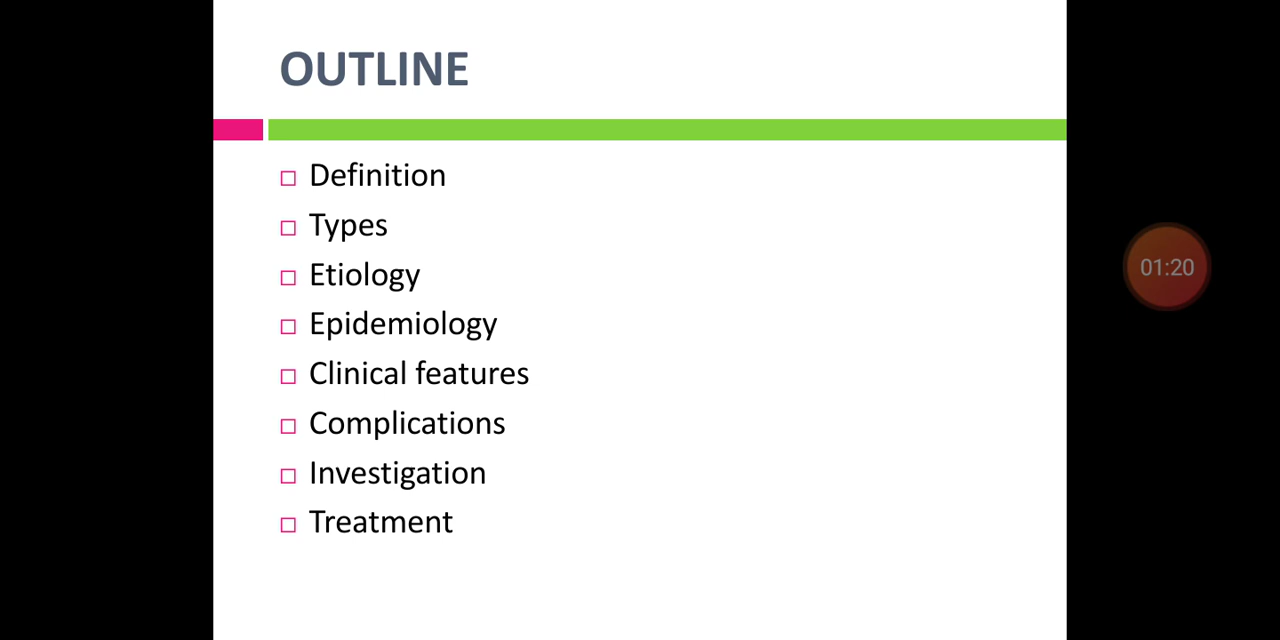 OUTLINE
Definition
Types
Etiology
Epidemiology
Clinical features
Complications
Investigation
Treatment
01:20